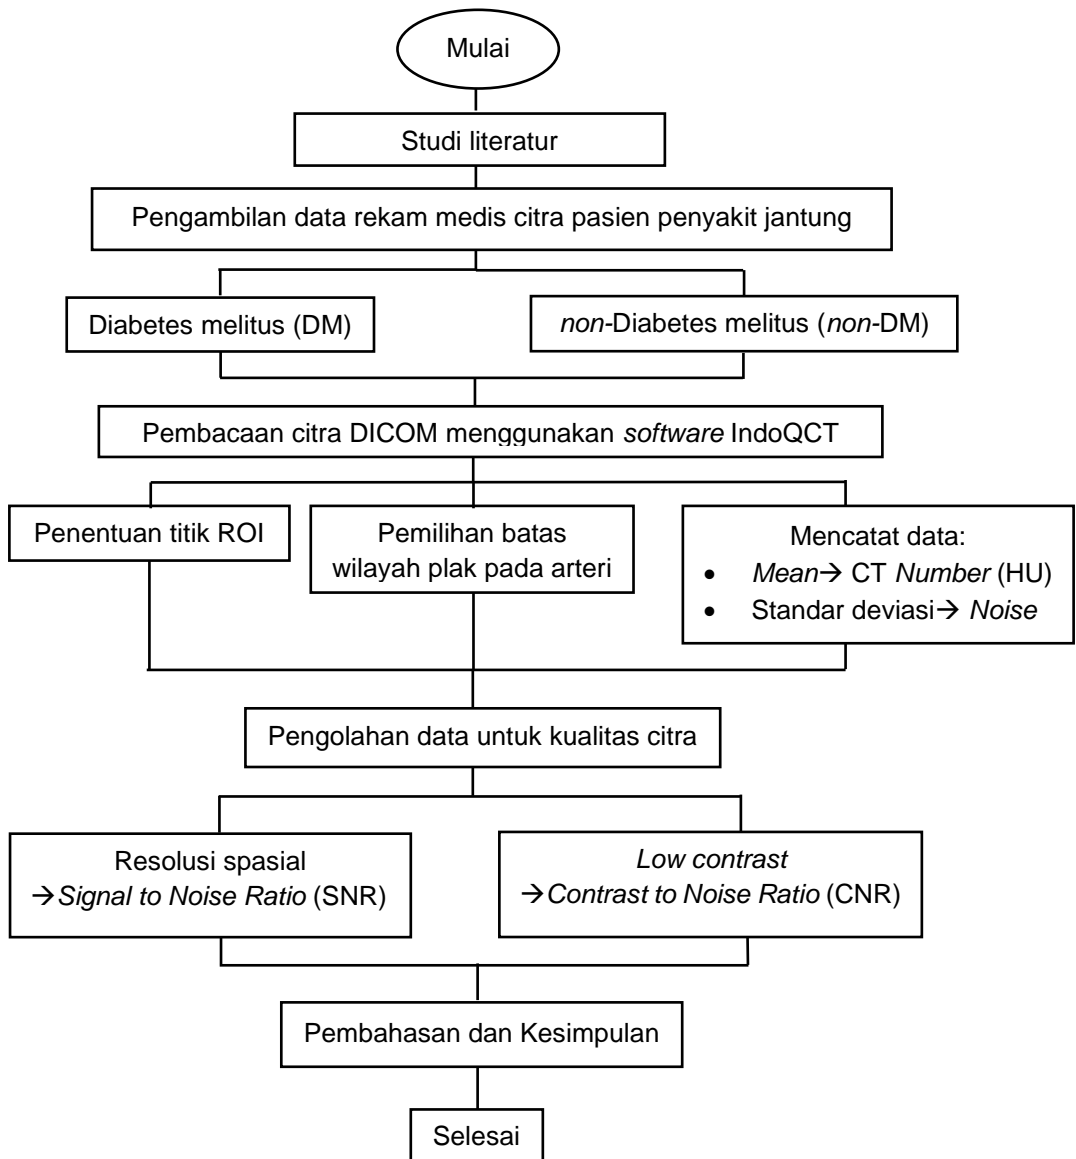 Mulai
Studi literatur
Pengambilan data rekam medis citra pasien penyakit jantung
Diabetes melitus (DM)
non-Diabetes melitus (non-DM)
Pembacaan citra DICOM menggunakan software IndoQCT
Penentuan titik ROI
Pemilihan batas
wilayah plak pada arteri
Mencatat data:
• Mean→ CT Number (HU)
• Standar deviasi→ Noise
Pengolahan data untuk kualitas citra
Resolusi spasial
→Signal to Noise Ratio (SNR)
Low contrast
→Contrast to Noise Ratio (CNR)
Pembahasan dan Kesimpulan
Selesai